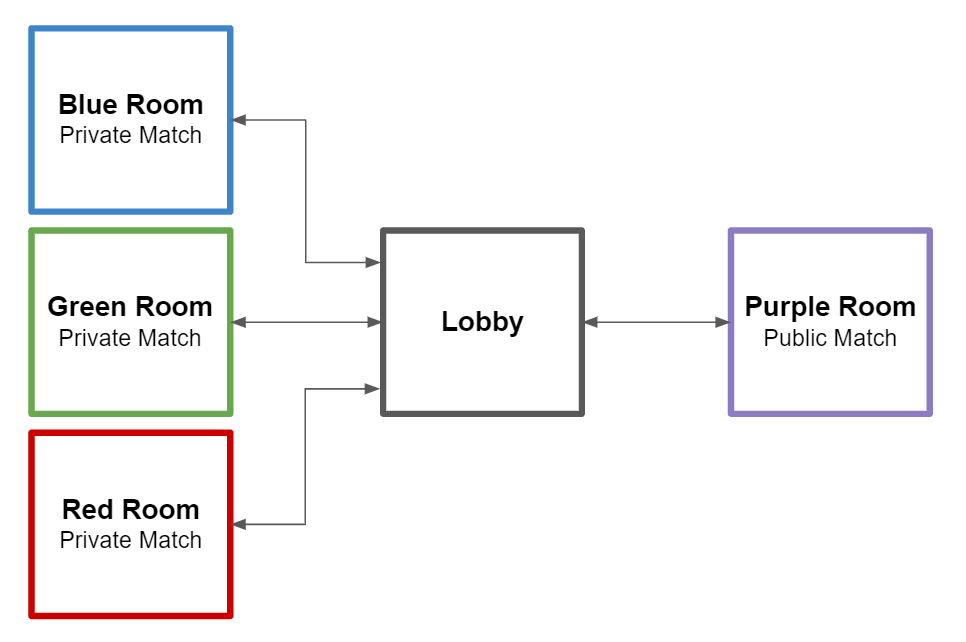 Blue Room
Private Match
Green Room
Private Match
Red Room
Private Match
Lobby
Purple Room
Public Match